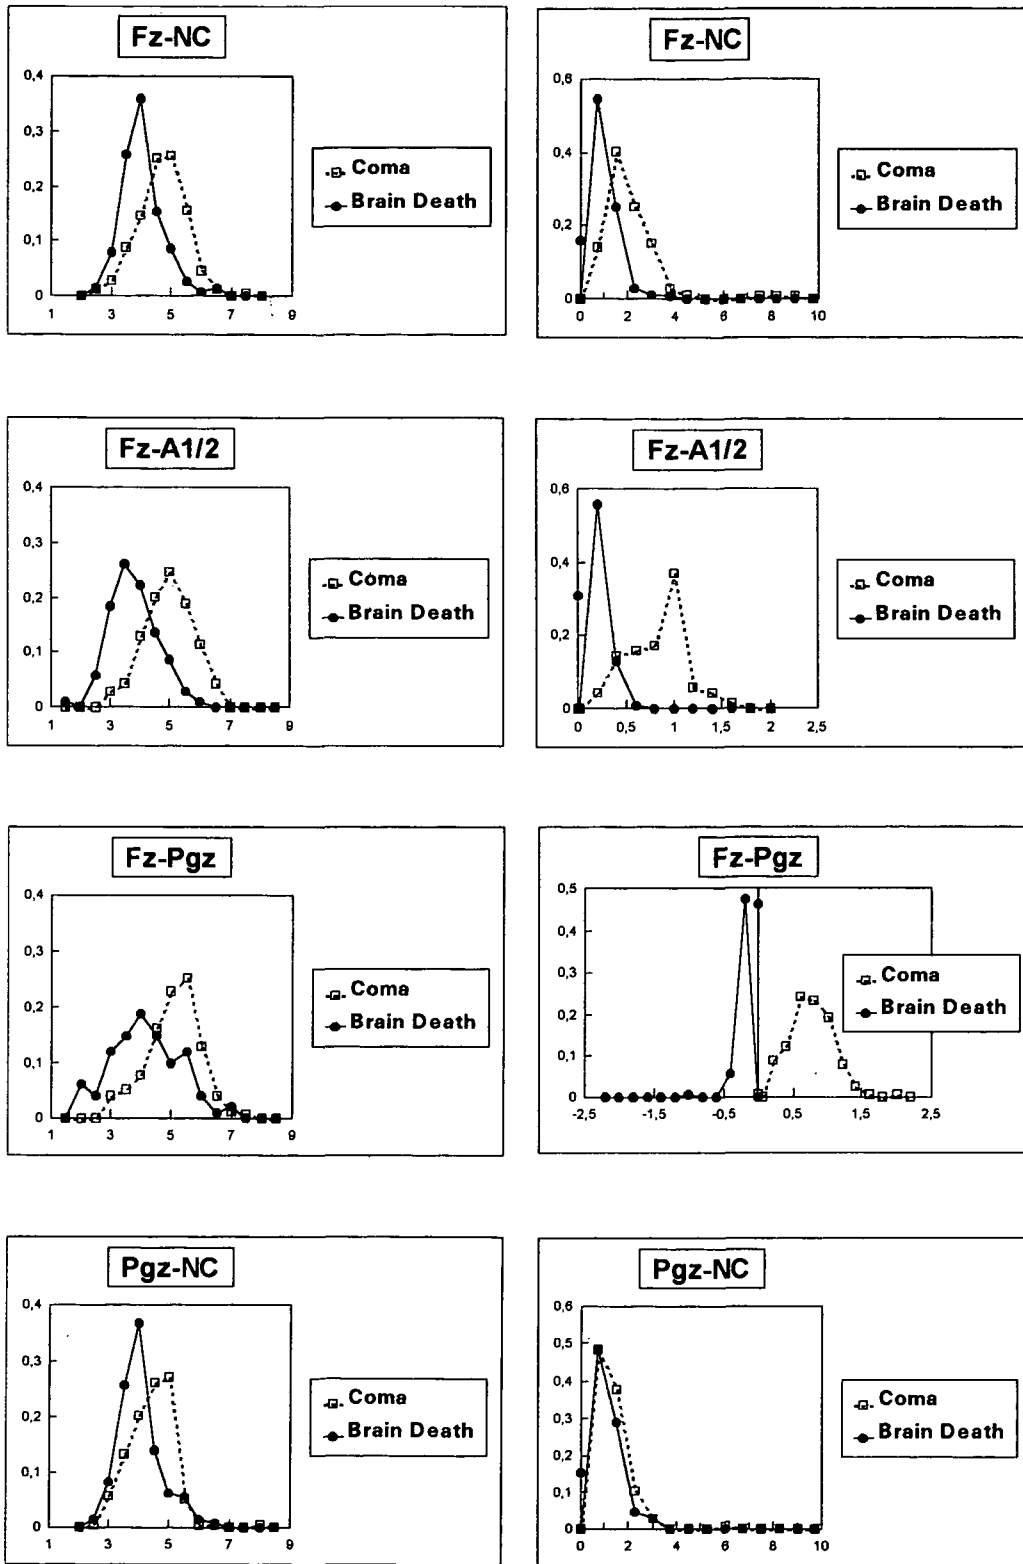 Fz-NC
0,4
0,3
0,2
0,1
0
1 3 5 7 9
Coma
Brain Death
Fz-NC
0,6
0,4
0,2
0
0 2 4 6 8 10
Coma
Brain Death
Fz-A1/2
0,4
0,3
0,2
0,1
0
1 3 5 7 9
Coma
Brain Death
Fz-A1/2
0,6
0,4
0,2
0
0 0,5 1 1,5 2 2,5
Coma
Brain Death
Fz-Pgz
0,4
0,3
0,2
0,1
0
1 3 5 7 9
Coma
Brain Death
Fz-Pgz
0,5
0,4
0,3
0,2
0,1
0
-2,5 -1,5 -0,5 0,5 1,5 2,5
Coma
Brain Death
Pgz-NC
0,4
0,3
0,2
0,1
0
1 3 5 7 9
Coma
Brain Death
Pgz-NC
0,6
0,5
0,4
0,3
0,2
0,1
0
0 2 4 6 8 10
Coma
Brain Death